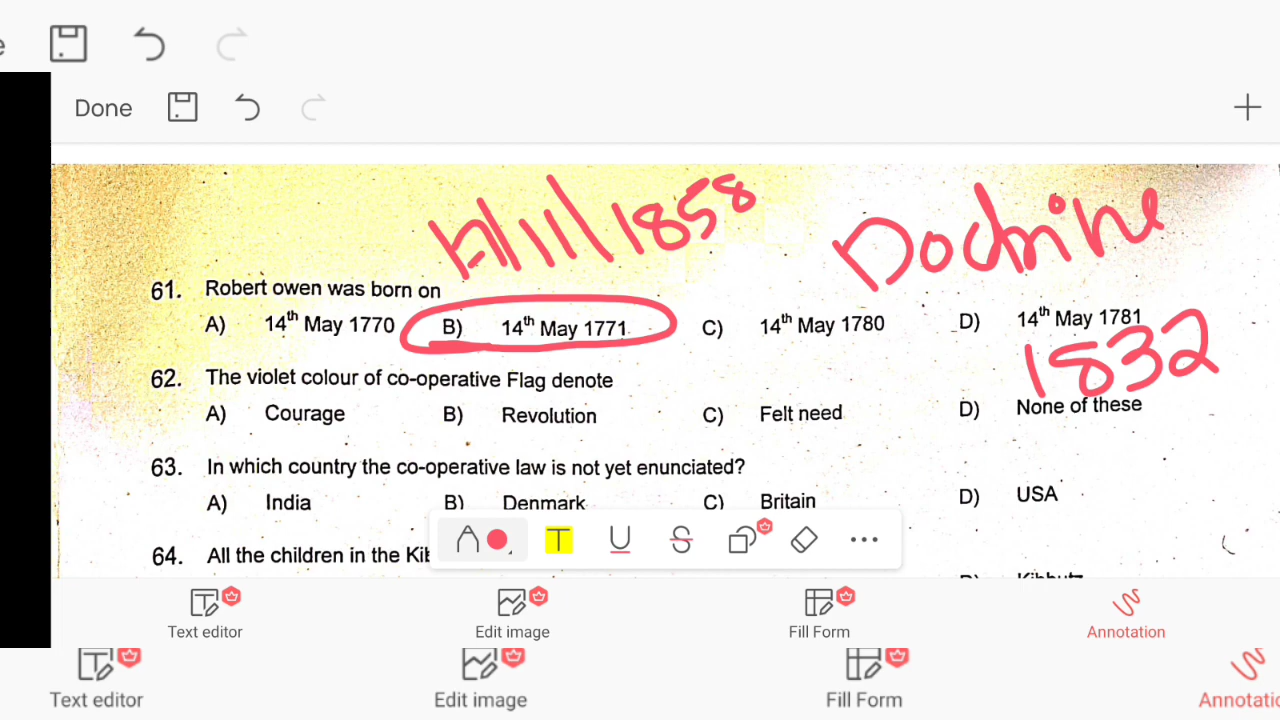 Done
1858
Doctrine
61. Robert owen was born on
A) 14th May 1770 B) 14th May 1771 C) 14th May 1780 D) 14th May 1781
1832
62. The violet colour of co-operative Flag denote
A) Courage B) Revolution C) Felt need D) None of these
63. In which country the co-operative law is not yet enunciated?
A) India B) Denmark C) Britain D) USA
64. All the children in the
Kibbutz
T U S
Text editor Edit image Fill Form Annotation
Text editor Edit image Fill Form